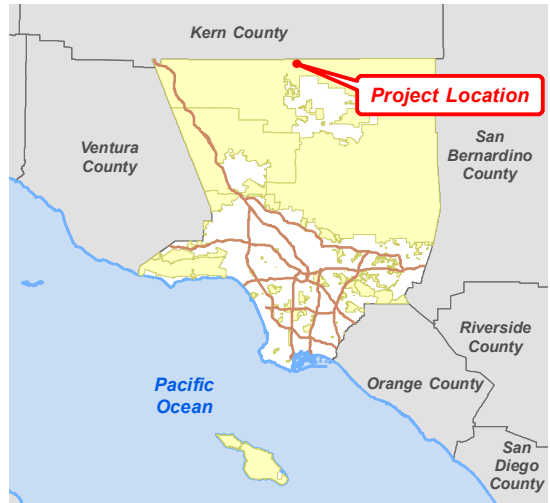 Kern County
Project Location
Ventura
County
San
Bernardino
County
Riverside
County
Orange County
Pacific
Ocean
San
Diego
County